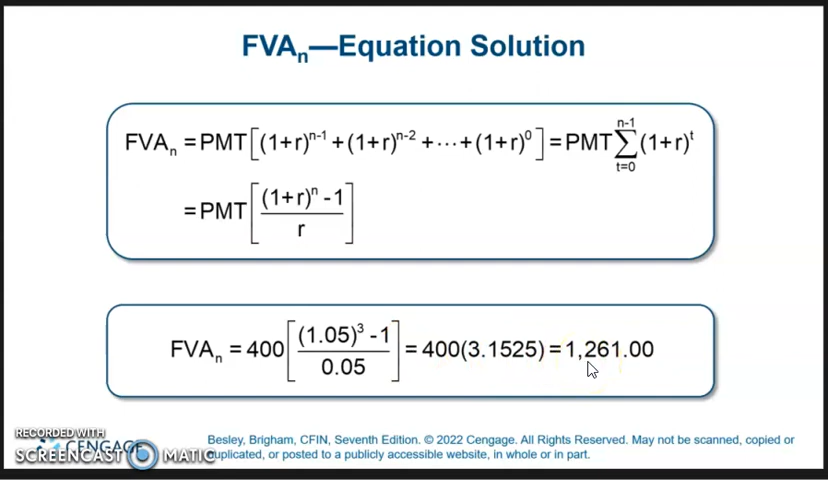 FVAn—Equation Solution
FVAn = PMT[(1+r)^n-1 + (1+r)^n-2 + ⋯ + (1+r)^0] = PMT∑(t=0 to n-1)(1+r)^t
= PMT[((1+r)^n - 1)/r]
FVAn = 400[((1.05)^3 - 1)/0.05] = 400(3.1525) = 1,261.00
RECORDED WITH
CENGAGE
SCREENCAST MATIC
Besley, Brigham, CFIN, Seventh Edition. © 2022 Cengage. All Rights Reserved. May not be scanned, copied or
duplicated, or posted to a publicly accessible website, in whole or in part.